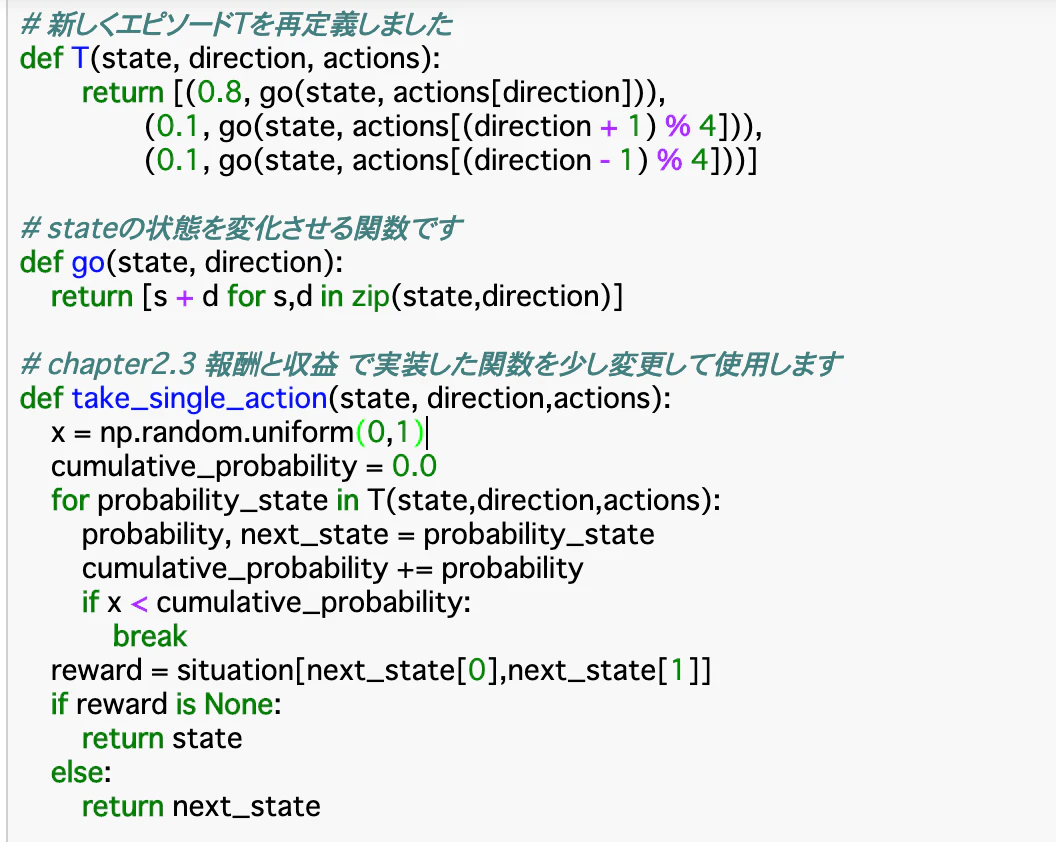 # 新しくエピソードTを再定義しました
def T(state, direction, actions):
        return [(0.8, go(state, actions[direction])),
                (0.1, go(state, actions[(direction + 1) % 4])),
                (0.1, go(state, actions[(direction - 1) % 4]))]

# stateの状態を変化させる関数です
def go(state, direction):
    return [s + d for s,d in zip(state,direction)]

# chapter2.3 報酬と収益 で実装した関数を少し変更して使用します
def take_single_action(state, direction,actions):
    x = np.random.uniform(0,1)
    cumulative_probability = 0.0
    for probability_state in T(state,direction,actions):
        probability, next_state = probability_state
        cumulative_probability += probability
        if x < cumulative_probability:
            break
    reward = situation[next_state[0],next_state[1]]
    if reward is None:
        return state
    else:
        return next_state